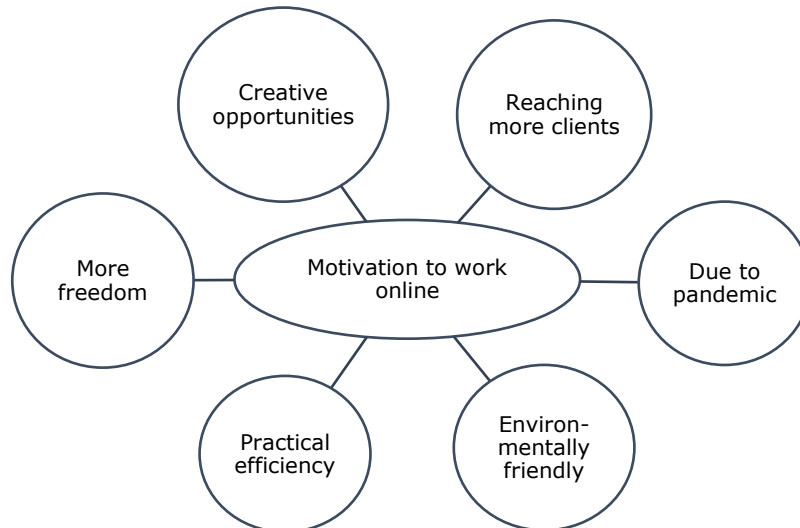 Creative
opportunities
Reaching
more clients
More
freedom
Motivation to work
online
Due to
pandemic
Practical
efficiency
Environ-
mentally
friendly